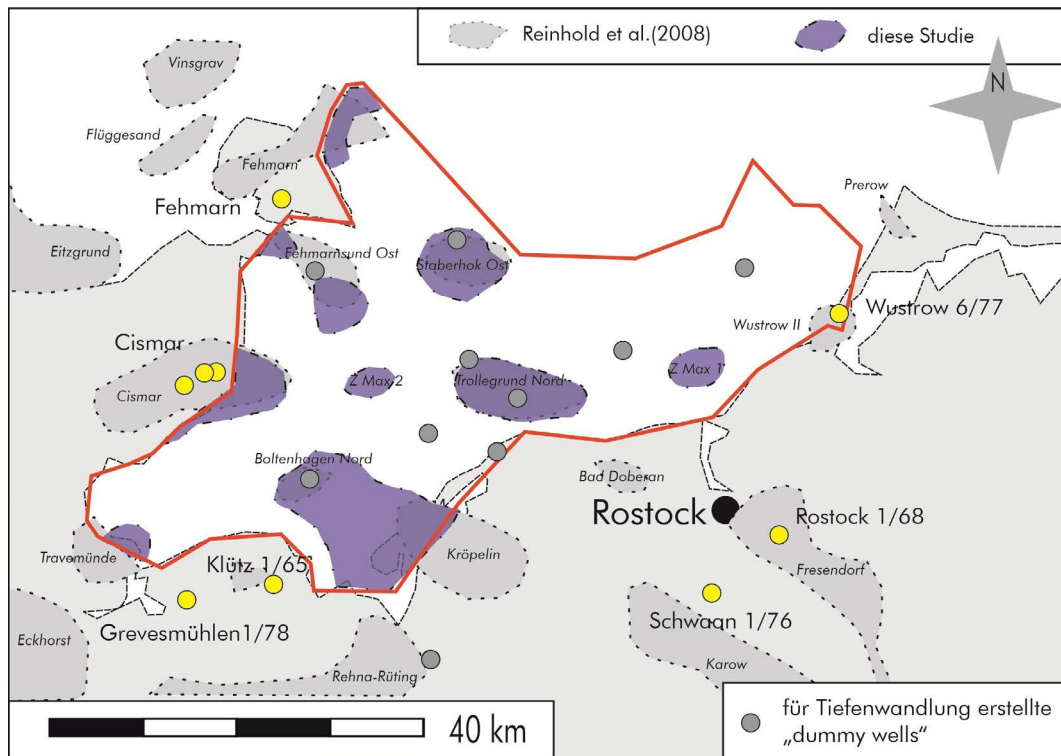 Reinhold et al.(2008)
diese Studie
N
Vinsgrav
Flüggesand
Fehmarn
Fehmarn
Prerow
Eitzgrund
Fehmarnsund Ost
Staberhok Ost
Wustrow 6/77
Wustrow II
Cismar
Cismar
Z Max 2
Trollegrund Nord
Z Max 1
Boltenhagen Nord
Bad Doberan
Rostock
Rostock 1/68
Travemünde
Klütz 1/65
Kröpelin
Fresendorf
Grevesmühlen1/78
Schwaan 1/76
Eckhorst
Rehna-Rüting
Karow
40 km
für Tiefenwandlung erstellte
„dummy wells“